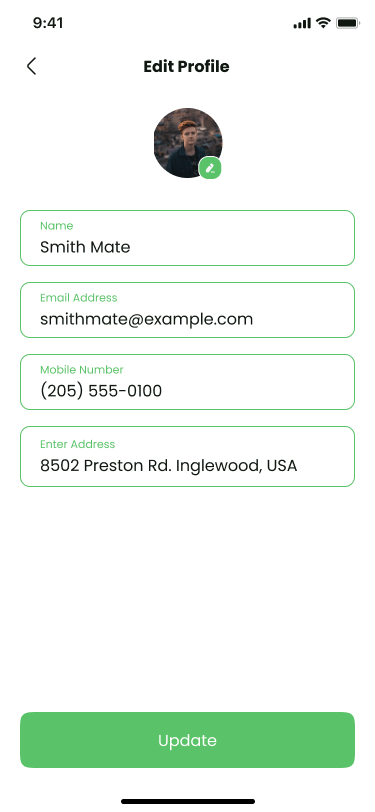 9:41
Edit Profile
Name
Smith Mate
Email Address
smithmate@example.com
Mobile Number
(205) 555-0100
Enter Address
8502 Preston Rd. Inglewood, USA
Update